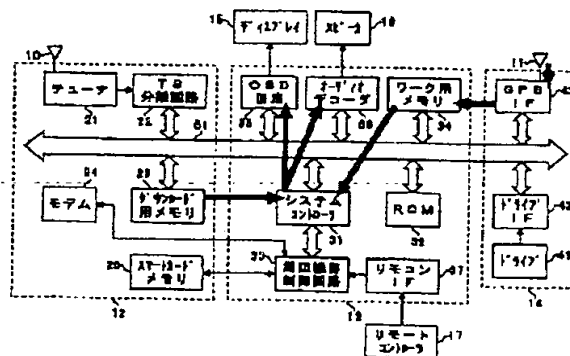 15
ディスプレイ
16
スピーカ
10
チューナ
21
TS
分離回路
22
OSD
回路
35
オーディオ
デコーダ
36
ワーク用
メモリ
34
11
GPS
IF
51
24
モデム
23
ダウンロード
用メモリ
システム
コントローラ
31
ROM
32
ドライブ
IF
ドライブ
スマートカード
メモリ
周辺機器
制御回路
リモコン
IF
37
12
13
14
リモート
コントローラ
17